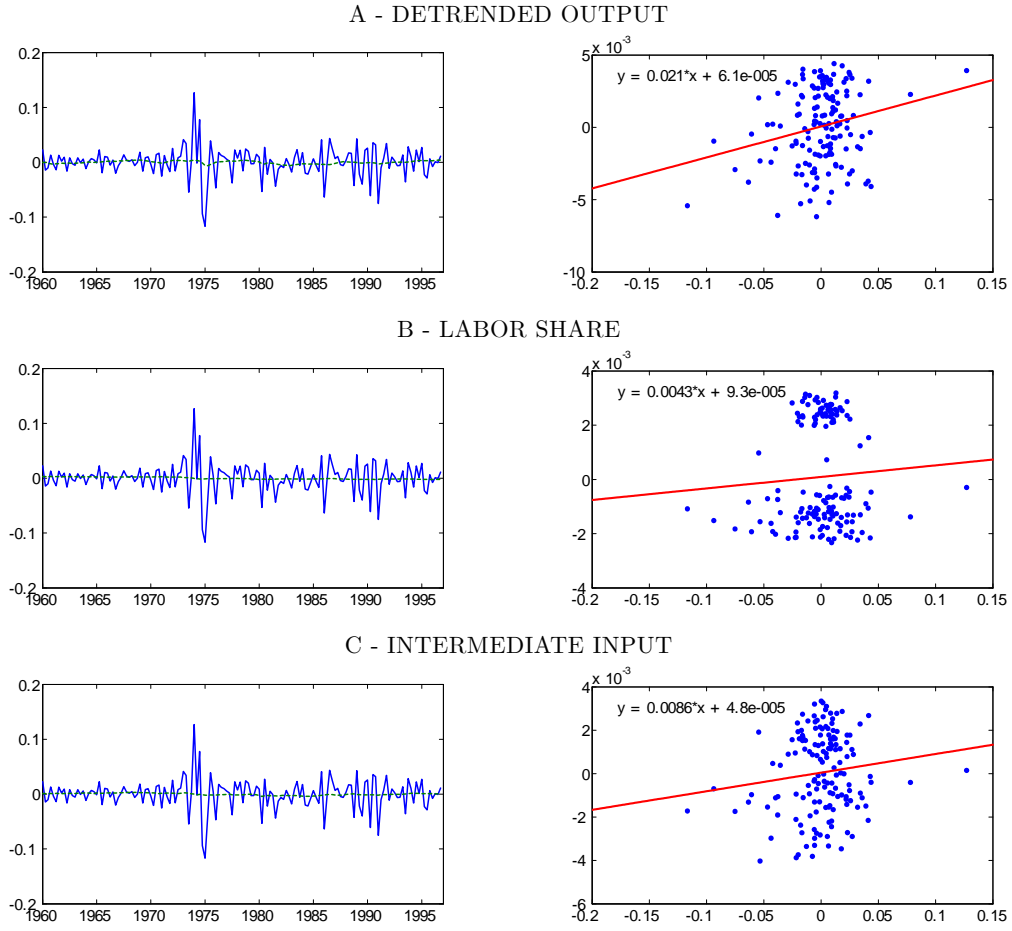 A - DETRENDED OUTPUT
0.2
0.1
0
-0.1
-0.2
1960 1965 1970 1975 1980 1985 1990 1995
x 10⁻³
5
0
-5
-10
y = 0.021*x + 6.1e-005
-0.2 -0.15 -0.1 -0.05 0 0.05 0.1 0.15
B - LABOR SHARE
0.2
0.1
0
-0.1
-0.2
1960 1965 1970 1975 1980 1985 1990 1995
x 10⁻³
4
2
0
-2
-4
y = 0.0043*x + 9.3e-005
-0.2 -0.15 -0.1 -0.05 0 0.05 0.1 0.15
C - INTERMEDIATE INPUT
0.2
0.1
0
-0.1
-0.2
1960 1965 1970 1975 1980 1985 1990 1995
x 10⁻³
4
2
0
-2
-4
-6
y = 0.0086*x + 4.8e-005
-0.2 -0.15 -0.1 -0.05 0 0.05 0.1 0.15